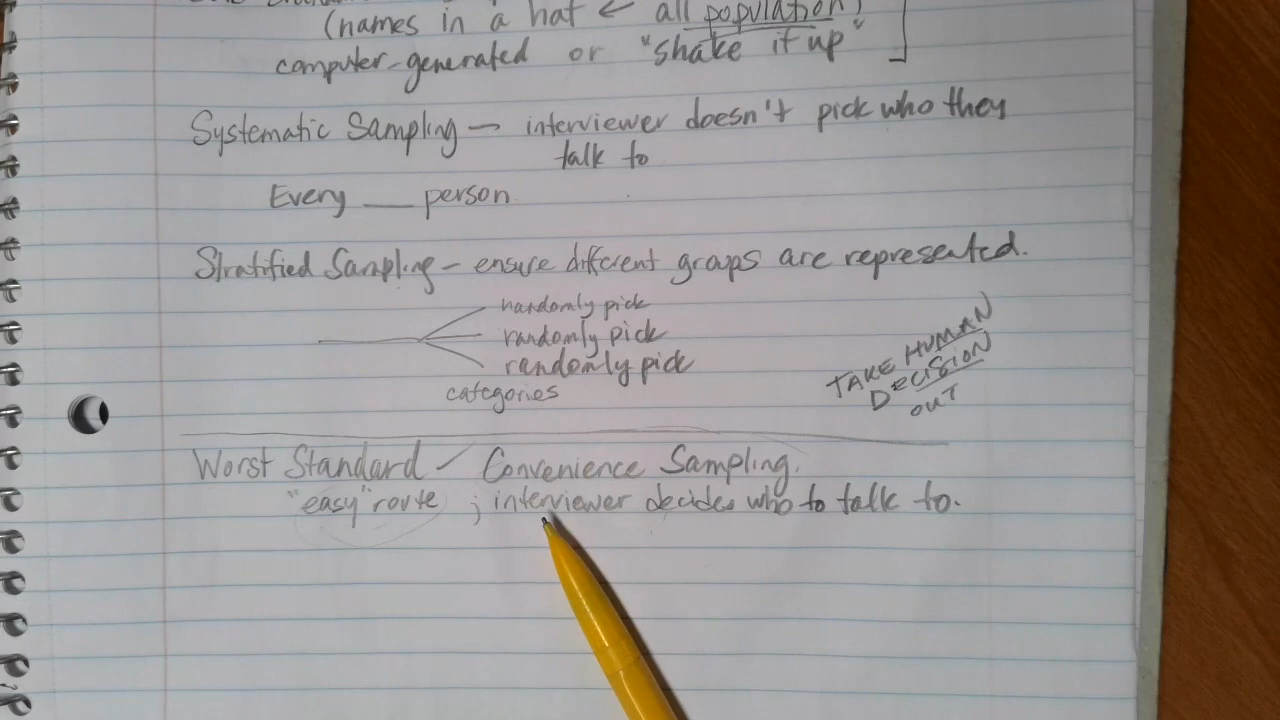 (names in a hat ← all population)
computer-generated or "shake it up"
Systematic Sampling — interviewer doesn't pick who they
talk to
Every ___ person
Stratified Sampling - ensure different groups are represented.
randomly pick
randomly pick
randomly pick
categories
TAKE HUMAN
DECISION
OUT
Worst Standard - Convenience Sampling.
"easy" route ; interviewer decides who to talk to.